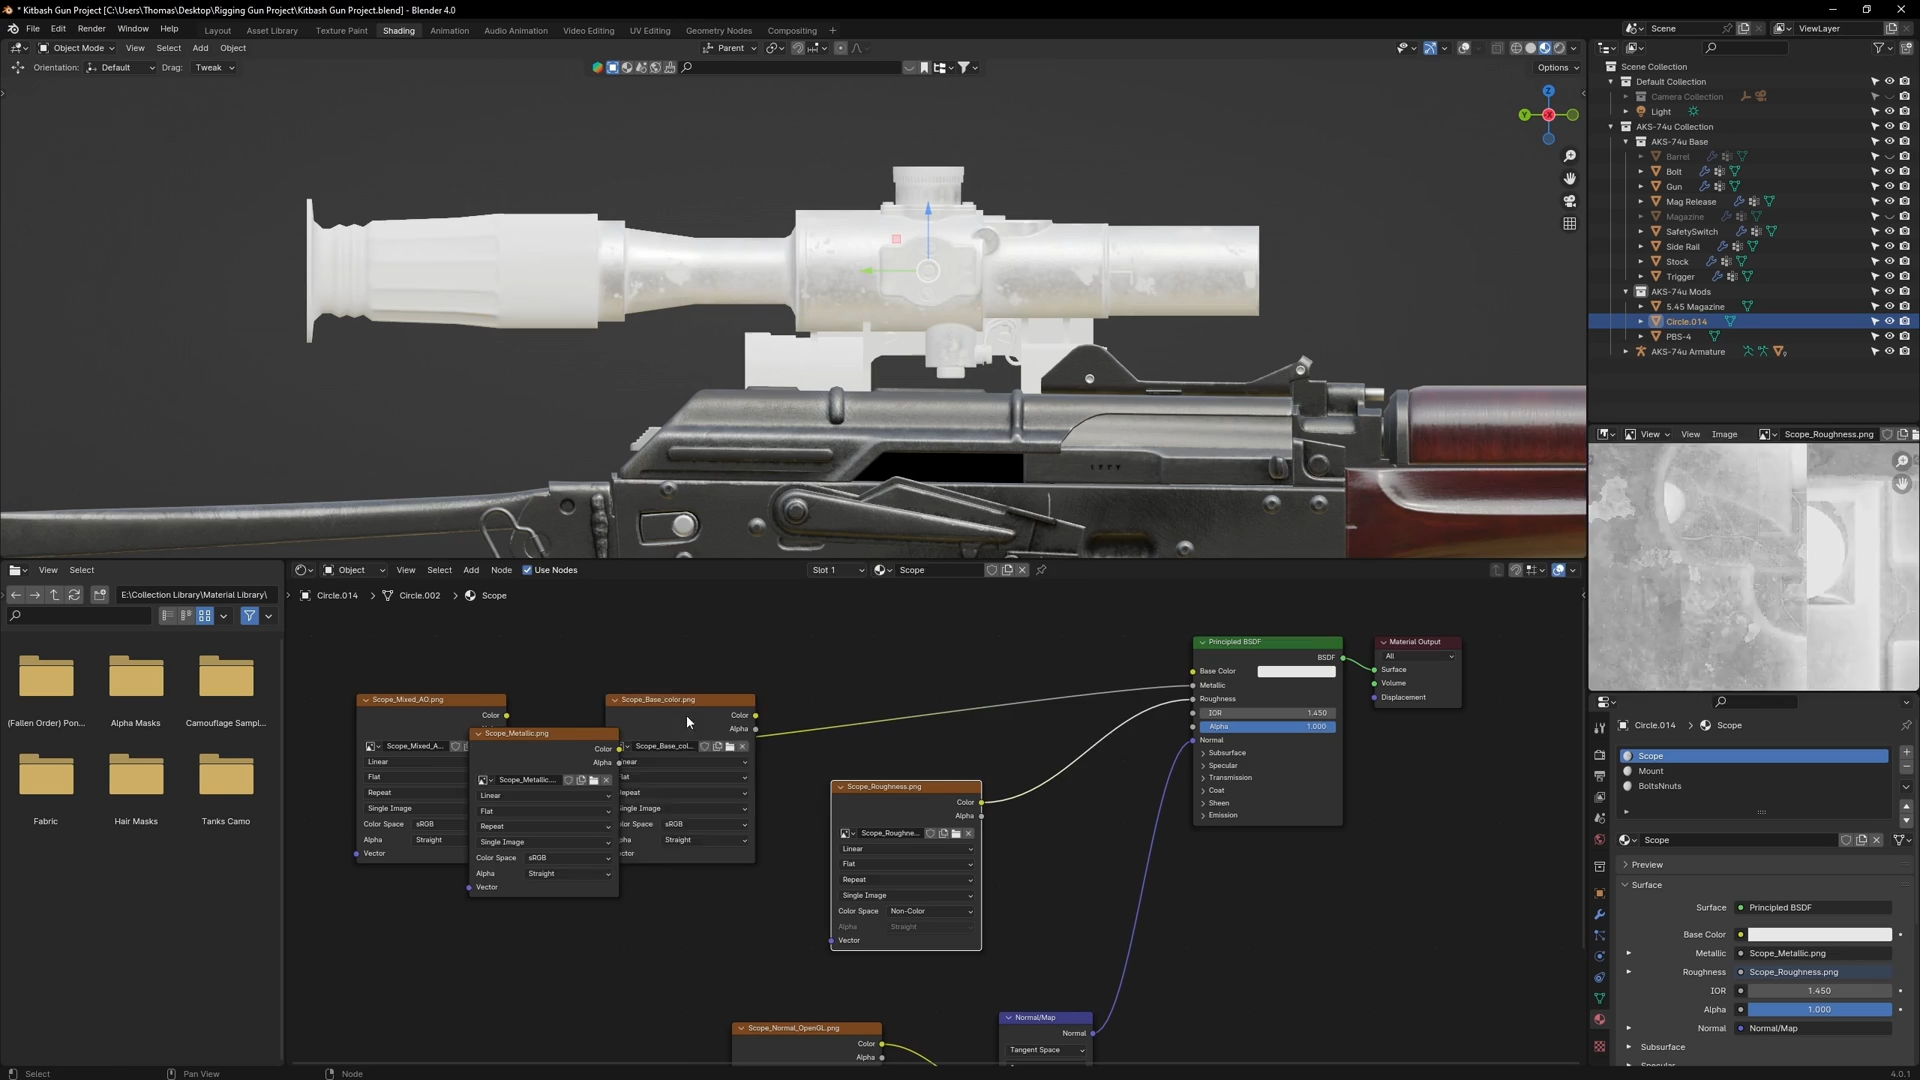 * Kitbash Gun Project [C:\Users\Thomas\Desktop\Rigging Gun Project\Kitbash Gun Project.blend] - Blender 4.0
File Edit Render Window Help Layout Asset Library Texture Paint Shading Animation Audio Animation Video Editing UV Editing Geometry Nodes Compositing +
Scene
ViewLayer
Object Mode View Select Add Object
Parent
Orientation: Default Drag: Tweak
Options
Z
Y
X
Scene Collection
Default Collection
Camera Collection
Light
AKS-74u Collection
AKS-74u Base
Barrel
Bolt
Gun
Mag Release
Magazine
SafetySwitch
Side Rail
Stock
Trigger
AKS-74u Mods
5.45 Magazine
Circle.014
PBS-4
AKS-74u Armature
View View Image Scope_Roughness.png
View Select
E:\Collection Library\Material Library\
(Fallen Order) Pon...
Alpha Masks
Camouflage Sampl...
Fabric
Hair Masks
Tanks Camo
Object View Select Add Node Use Nodes Slot 1 Scope
Circle.014 > Circle.002 > Scope
Scope_Mixed_AO.png
Color
Scope_Mixed_A...
Linear
Flat
Repeat
Single Image
Color Space sRGB
Alpha Straight
Vector
Scope_Metallic.png
Color
Alpha
Scope_Metallic....
Linear
Flat
Repeat
Single Image
Color Space sRGB
Alpha Straight
Vector
Scope_Base_color.png
Color
Alpha
Scope_Base_col...
sRGB
Straight
Scope_Roughness.png
Color
Alpha
Scope_Roughne...
Linear
Flat
Repeat
Single Image
Color Space Non-Color
Alpha Straight
Vector
Scope_Normal_OpenGL.png
Color
Alpha
Normal/Map
Normal
Tangent Space
Principled BSDF
BSDF
Base Color
Metallic
Roughness
IOR 1.450
Alpha 1.000
Normal
Subsurface
Specular
Transmission
Coat
Sheen
Emission
Material Output
All
Surface
Volume
Displacement
Circle.014 > Scope
Scope
Mount
BoltsNnuts
Scope
Preview
Surface
Surface Principled BSDF
Base Color
Metallic Scope_Metallic.png
Roughness Scope_Roughness.png
IOR 1.450
Alpha 1.000
Normal Normal/Map
Subsurface
Select
Pan View
Node
4.0.1